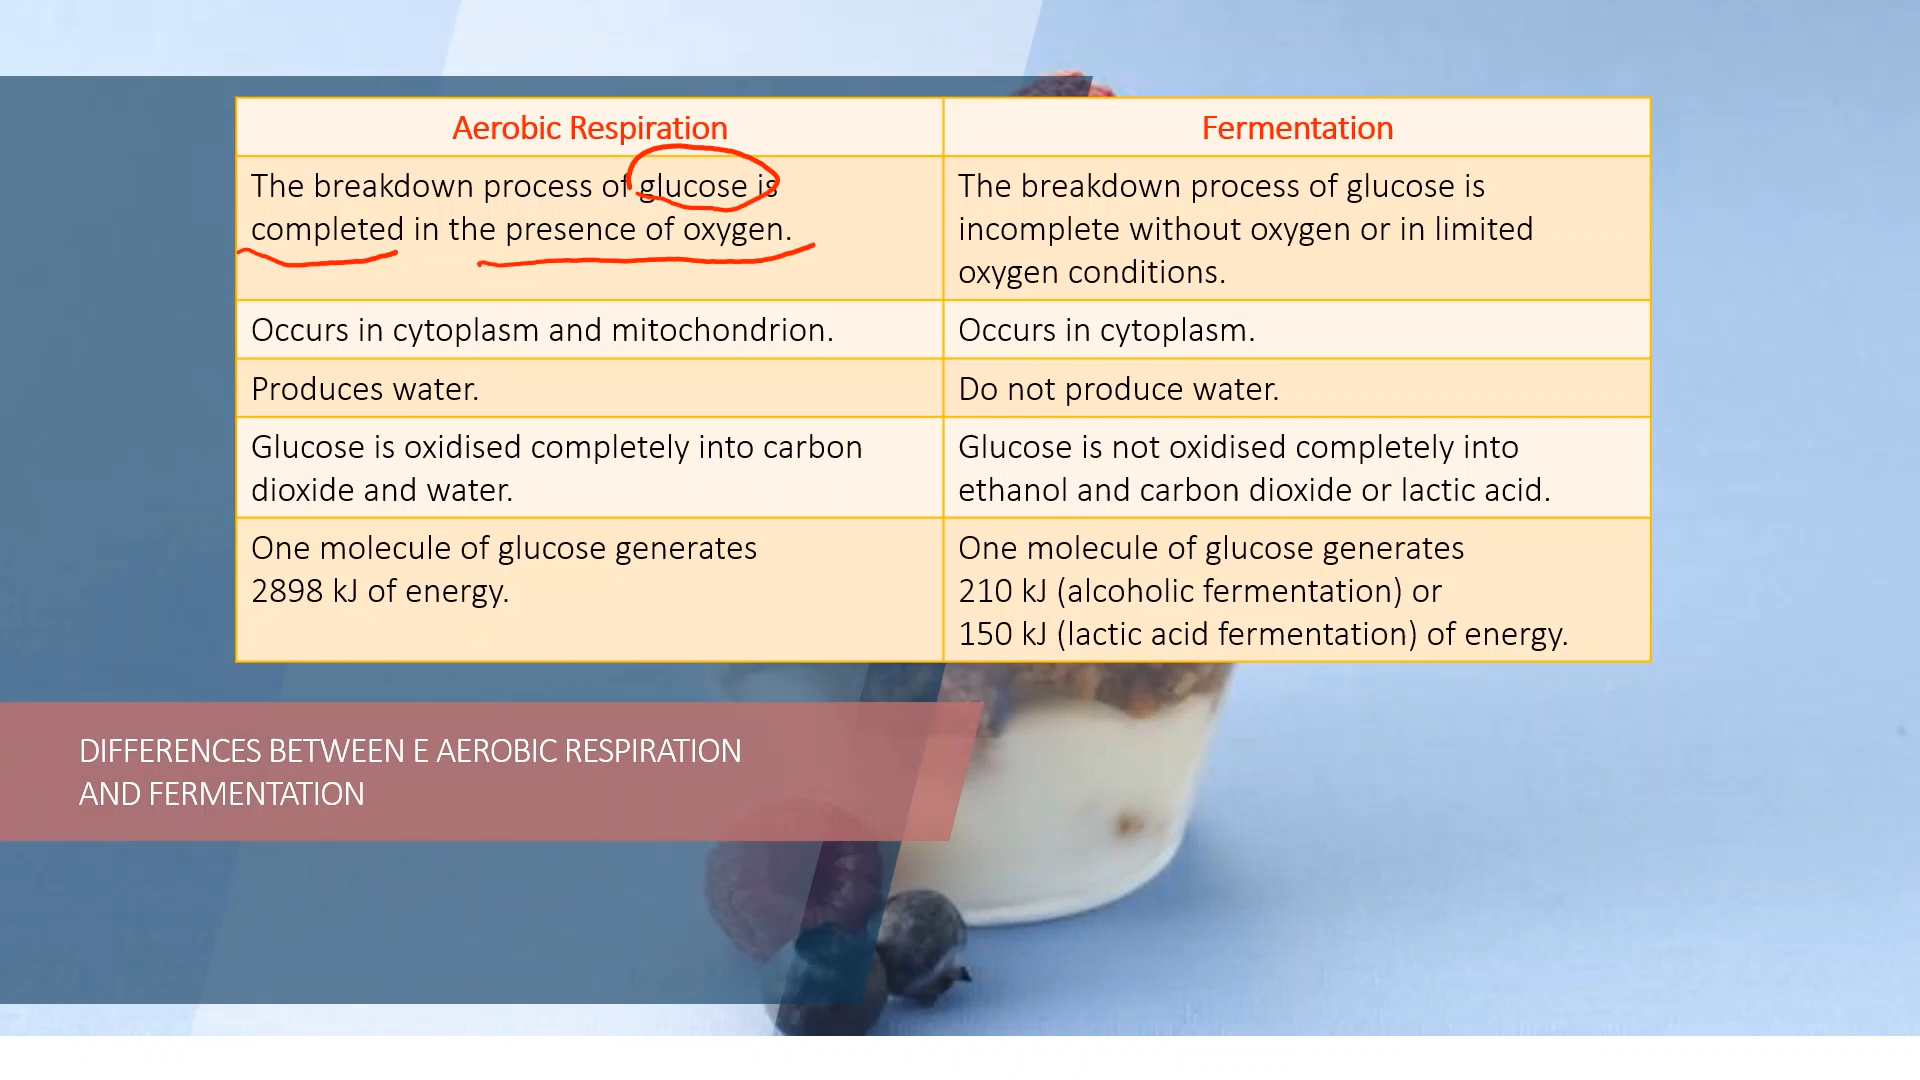 Aerobic Respiration
Fermentation
The breakdown process of glucose is
completed in the presence of oxygen.
The breakdown process of glucose is
incomplete without oxygen or in limited
oxygen conditions.
Occurs in cytoplasm and mitochondrion.
Occurs in cytoplasm.
Produces water.
Do not produce water.
Glucose is oxidised completely into carbon
dioxide and water.
Glucose is not oxidised completely into
ethanol and carbon dioxide or lactic acid.
One molecule of glucose generates
2898 kJ of energy.
One molecule of glucose generates
210 kJ (alcoholic fermentation) or
150 kJ (lactic acid fermentation) of energy.
DIFFERENCES BETWEEN E AEROBIC RESPIRATION
AND FERMENTATION